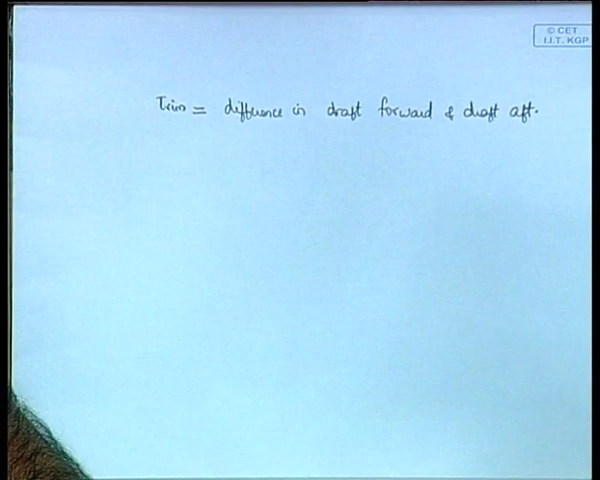 © CET
I.I.T. KGP
Trim = difference in draft forward & draft aft.